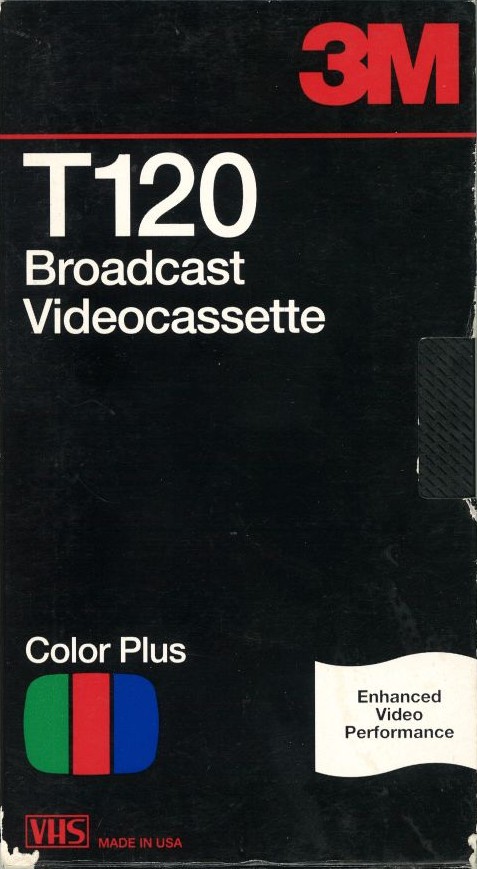 3M
T120
Broadcast
Videocassette
Color Plus
Enhanced
Video
Performance
VHS MADE IN USA